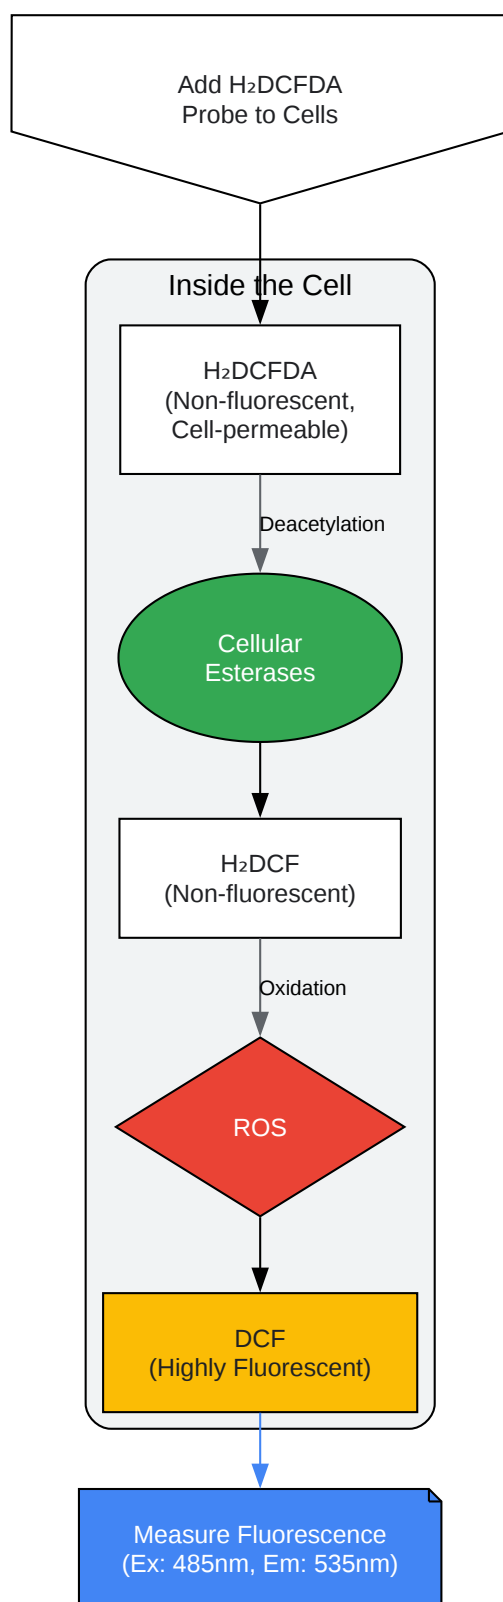 Add H₂DCFDA
Probe to Cells
Inside the Cell
H₂DCFDA
(Non-fluorescent,
Cell-permeable)
Deacetylation
Cellular
Esterases
H₂DCF
(Non-fluorescent)
Oxidation
ROS
DCF
(Highly Fluorescent)
Measure Fluorescence
(Ex: 485nm, Em: 535nm)